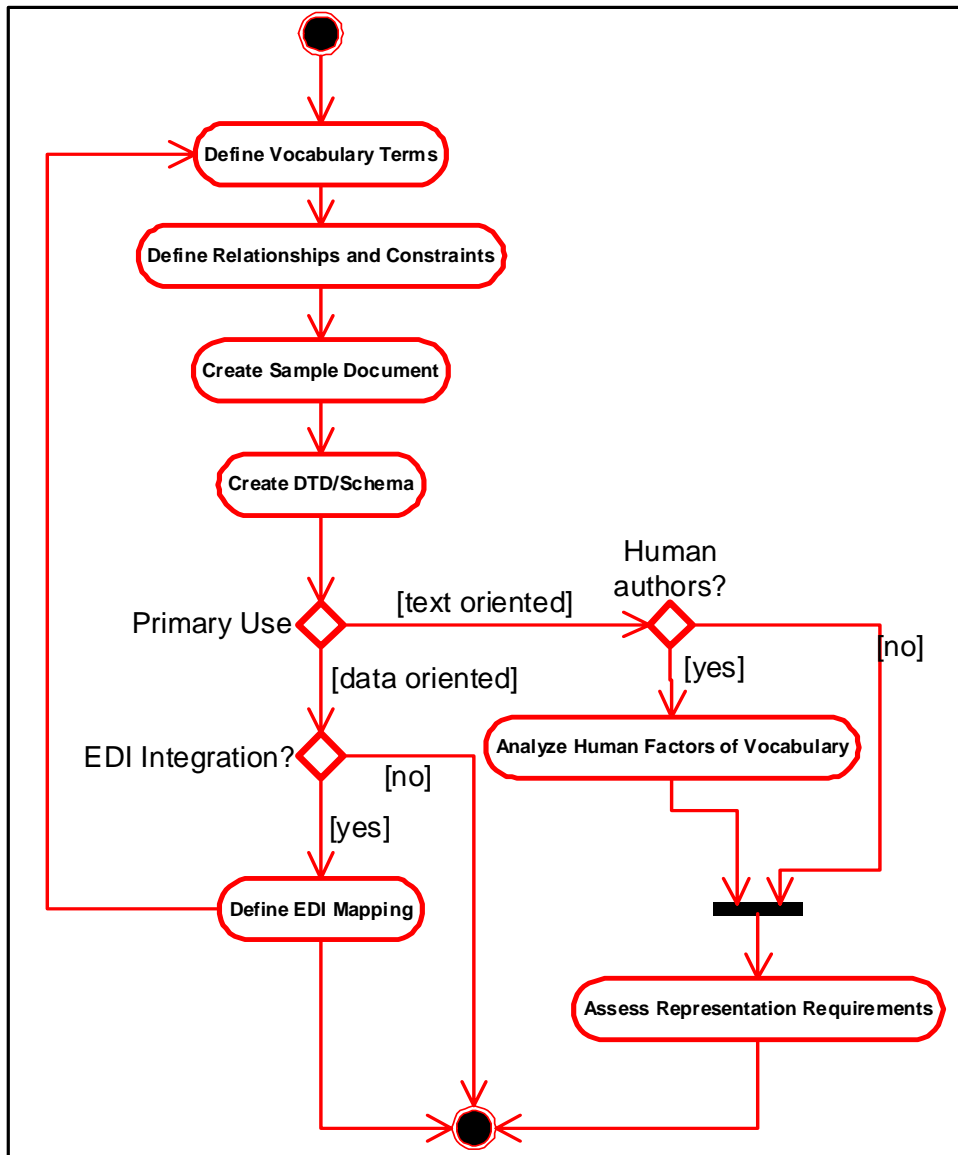 Define Vocabulary Terms
Define Relationships and Constraints
Create Sample Document
Create DTD/Schema
Human
authors?
[text oriented]
Primary Use
[no]
[yes]
[data oriented]
Analyze Human Factors of Vocabulary
EDI Integration?
[no]
[yes]
Define EDI Mapping
Assess Representation Requirements